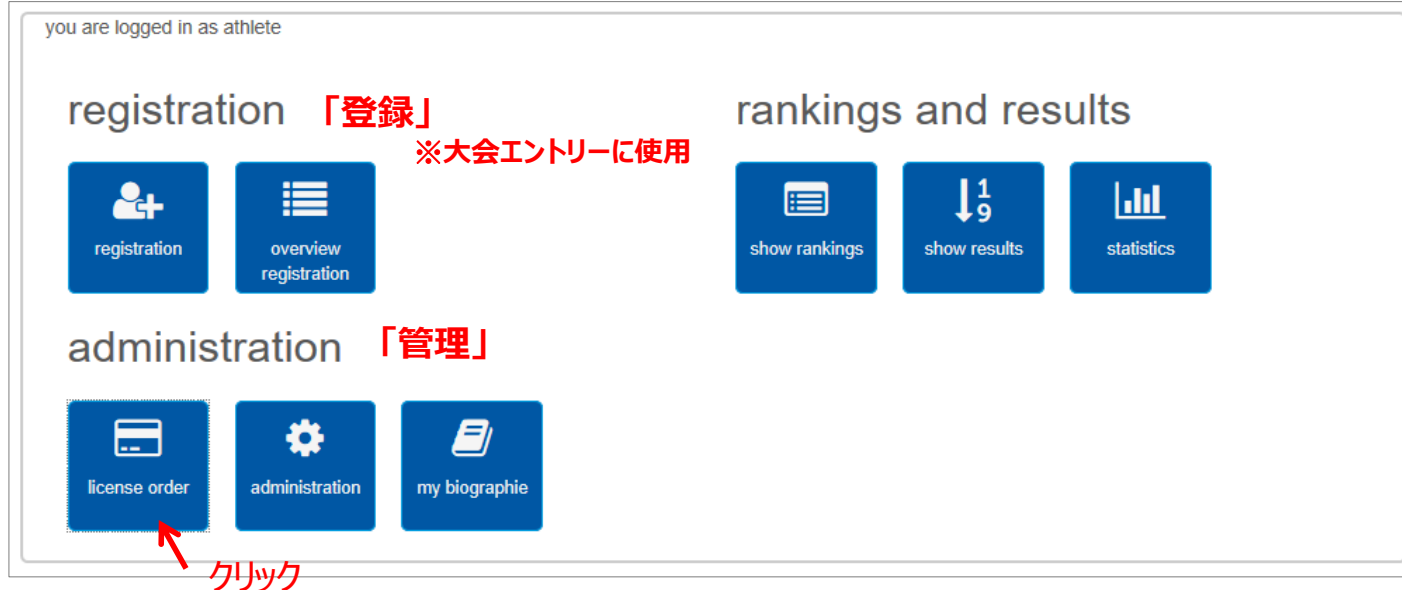 you are logged in as athlete
registration 「登録」
※大会エントリーに使用
registration
overview
registration
rankings and results
show rankings
1
9
show results
statistics
administration 「管理」
license order
administration
my biographie
クリック